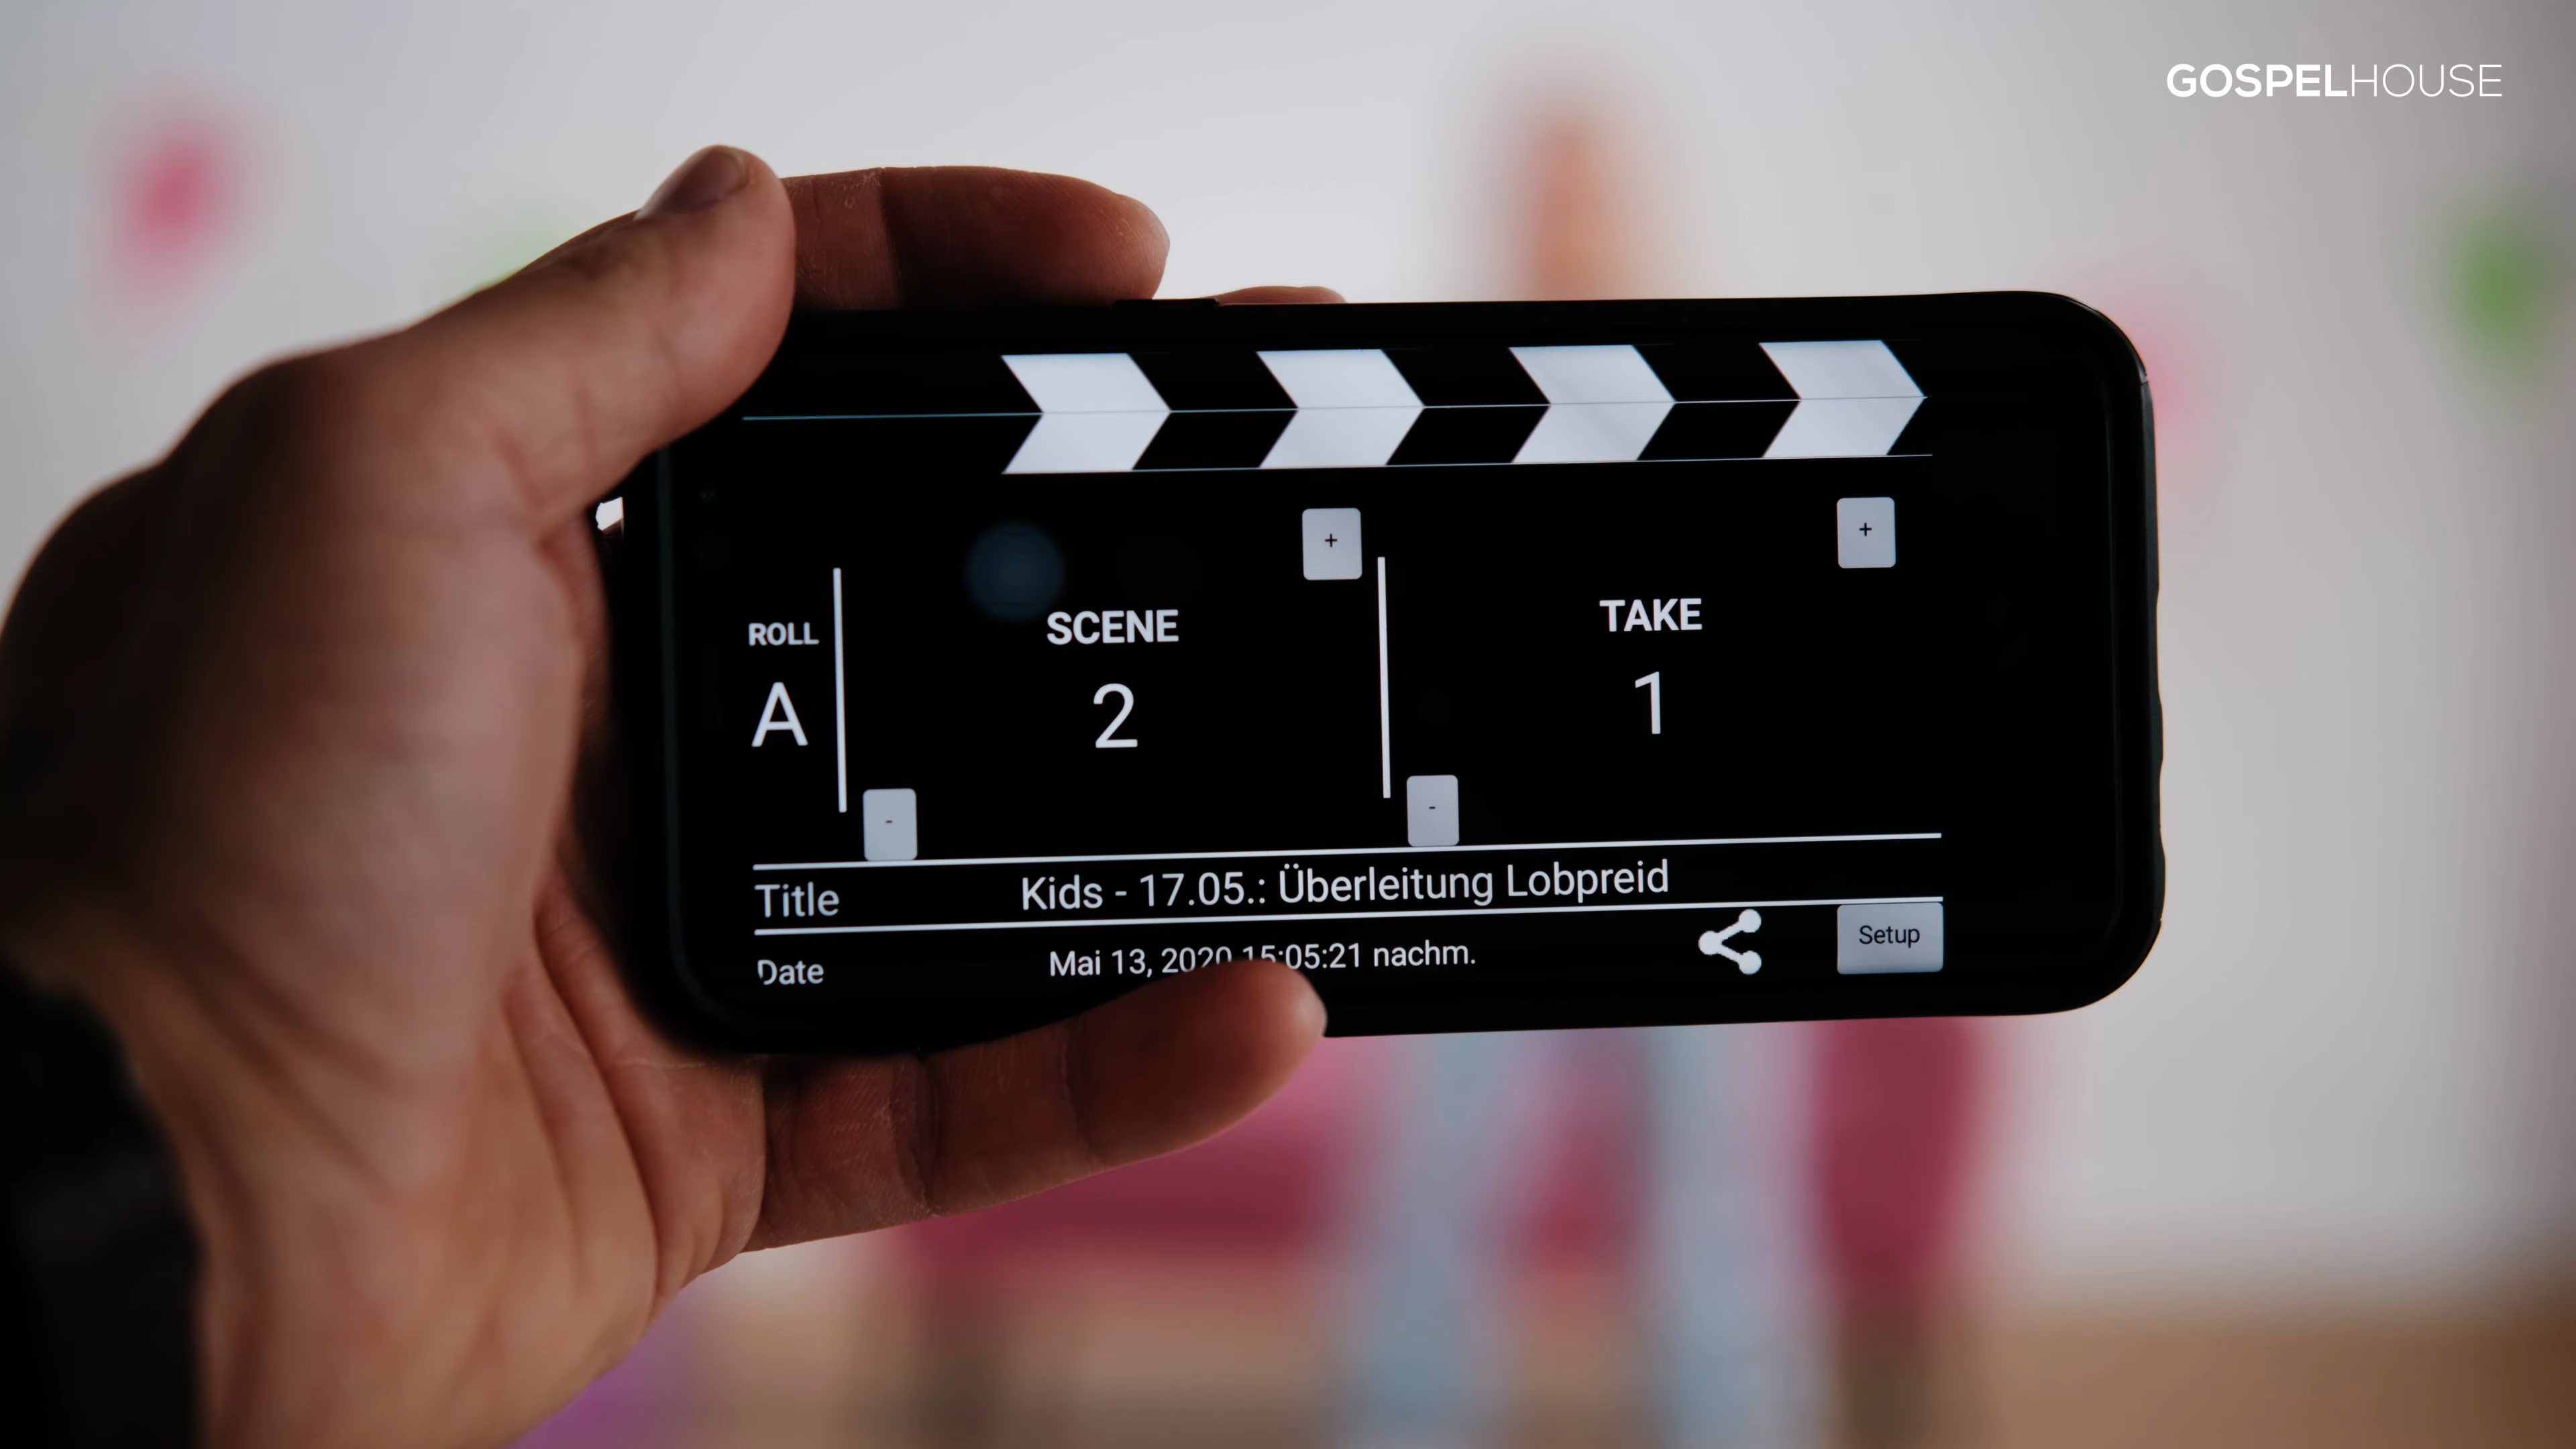 GOSPELHOUSE
+
+
ROLL
SCENE
TAKE
A
2
1
-
-
Title Kids - 17.05.: Überleitung Lobpreid
Date Mai 13, 2020 15:05:21 nachm.
Setup